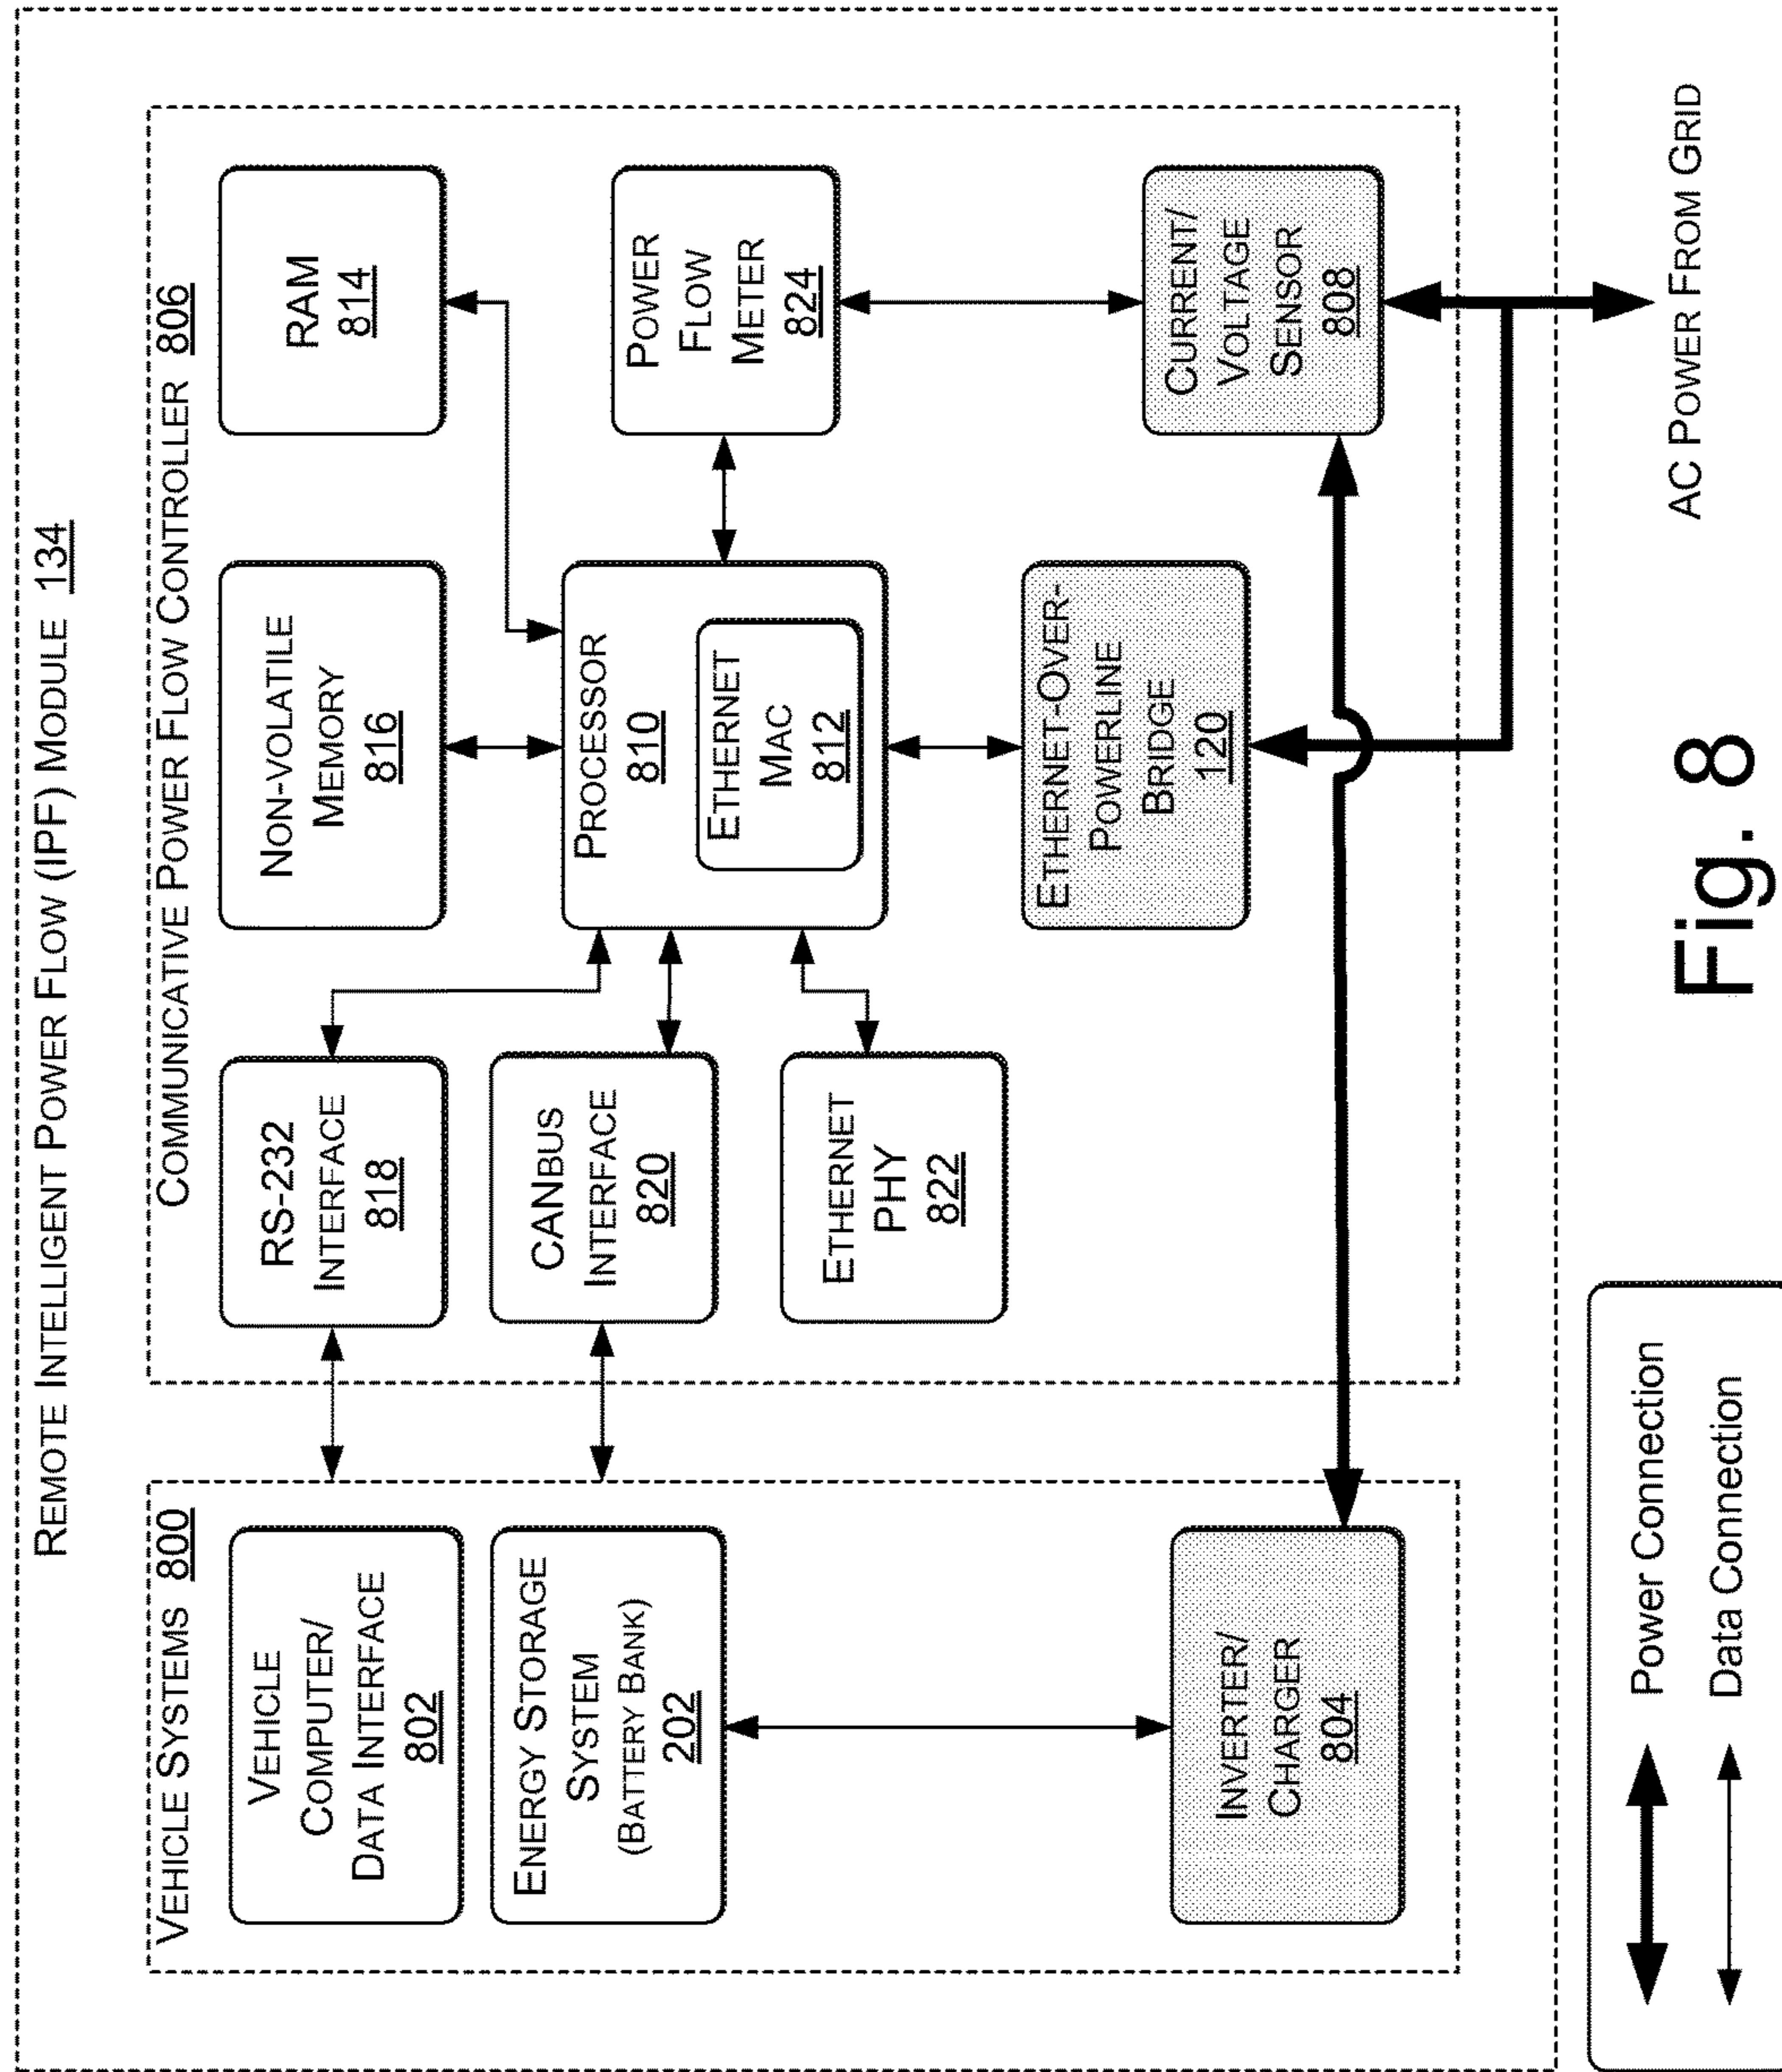 REMOTE INTELLIGENT POWER FLOW (IPF) MODULE 134
VEHICLE SYSTEMS 800
VEHICLE
COMPUTER/
DATA INTERFACE
802
ENERGY STORAGE
SYSTEM
(BATTERY BANK)
202
INVERTER/
CHARGER
804
COMMUNICATIVE POWER FLOW CONTROLLER 806
RS-232
INTERFACE
818
CANBUS
INTERFACE
820
ETHERNET
PHY
822
NON-VOLATILE
MEMORY
816
PROCESSOR
810
ETHERNET
MAC
812
ETHERNET-OVER-
POWERLINE
BRIDGE
120
RAM
814
POWER
FLOW
METER
824
CURRENT/
VOLTAGE
SENSOR
808
AC POWER FROM GRID
Power Connection
Data Connection
Fig. 8